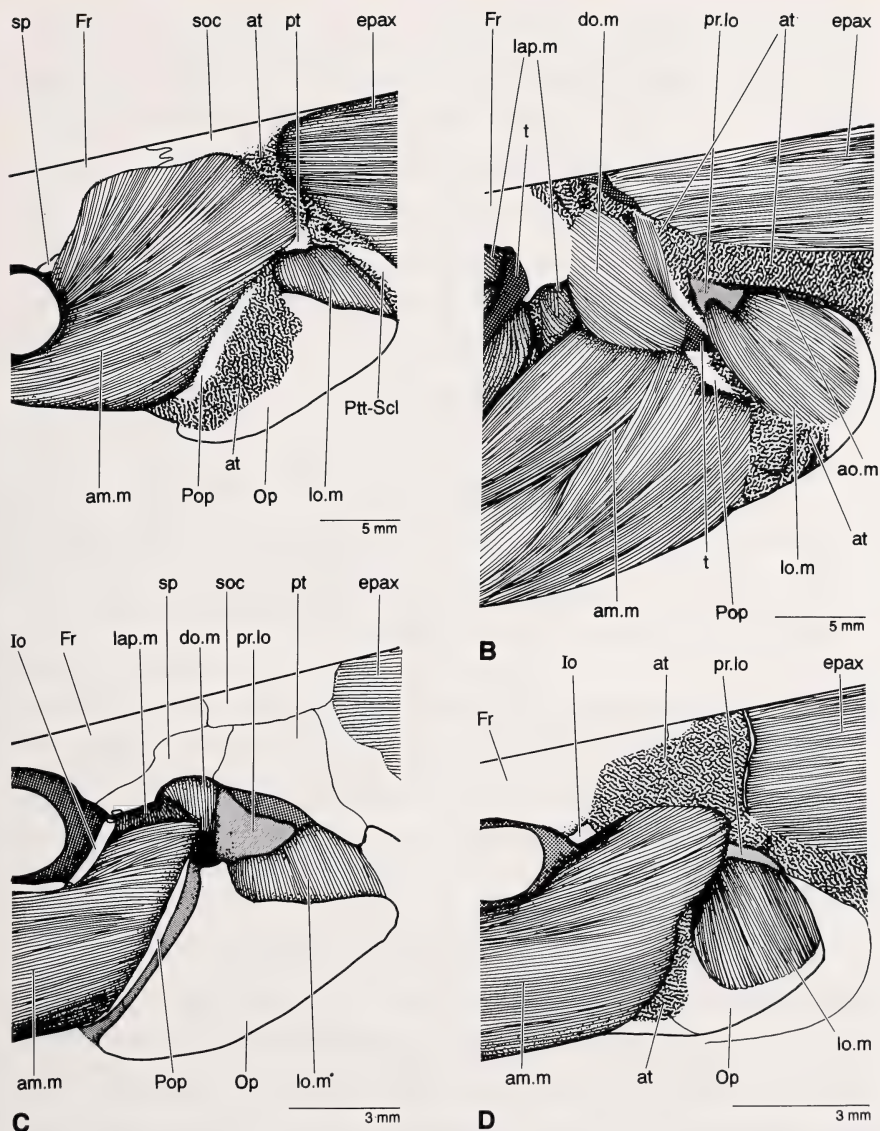 sp Fr soc at pt epax
Ptt-Scl
at
am.m Pop Op lo.m
5 mm
Fr do.m pr.lo at epax
lap.m
t
ao.m
at
lo.m
t
am.m Pop
5 mm
B
sp soc pt epax
Io Fr lap.m do.m pr.lo
am.m Pop Op lo.m
3 mm
C
Io at pr.lo epax
Fr
lo.m
am.m at Op
3 mm
D